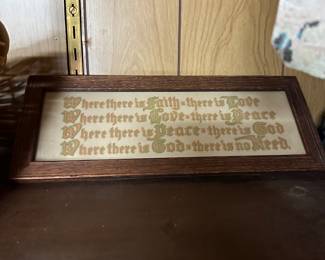 Where there is Faith = there is Love
Where there is Love = there is Peace
Where there is Peace = there is God
Where there is God = there is no Need.